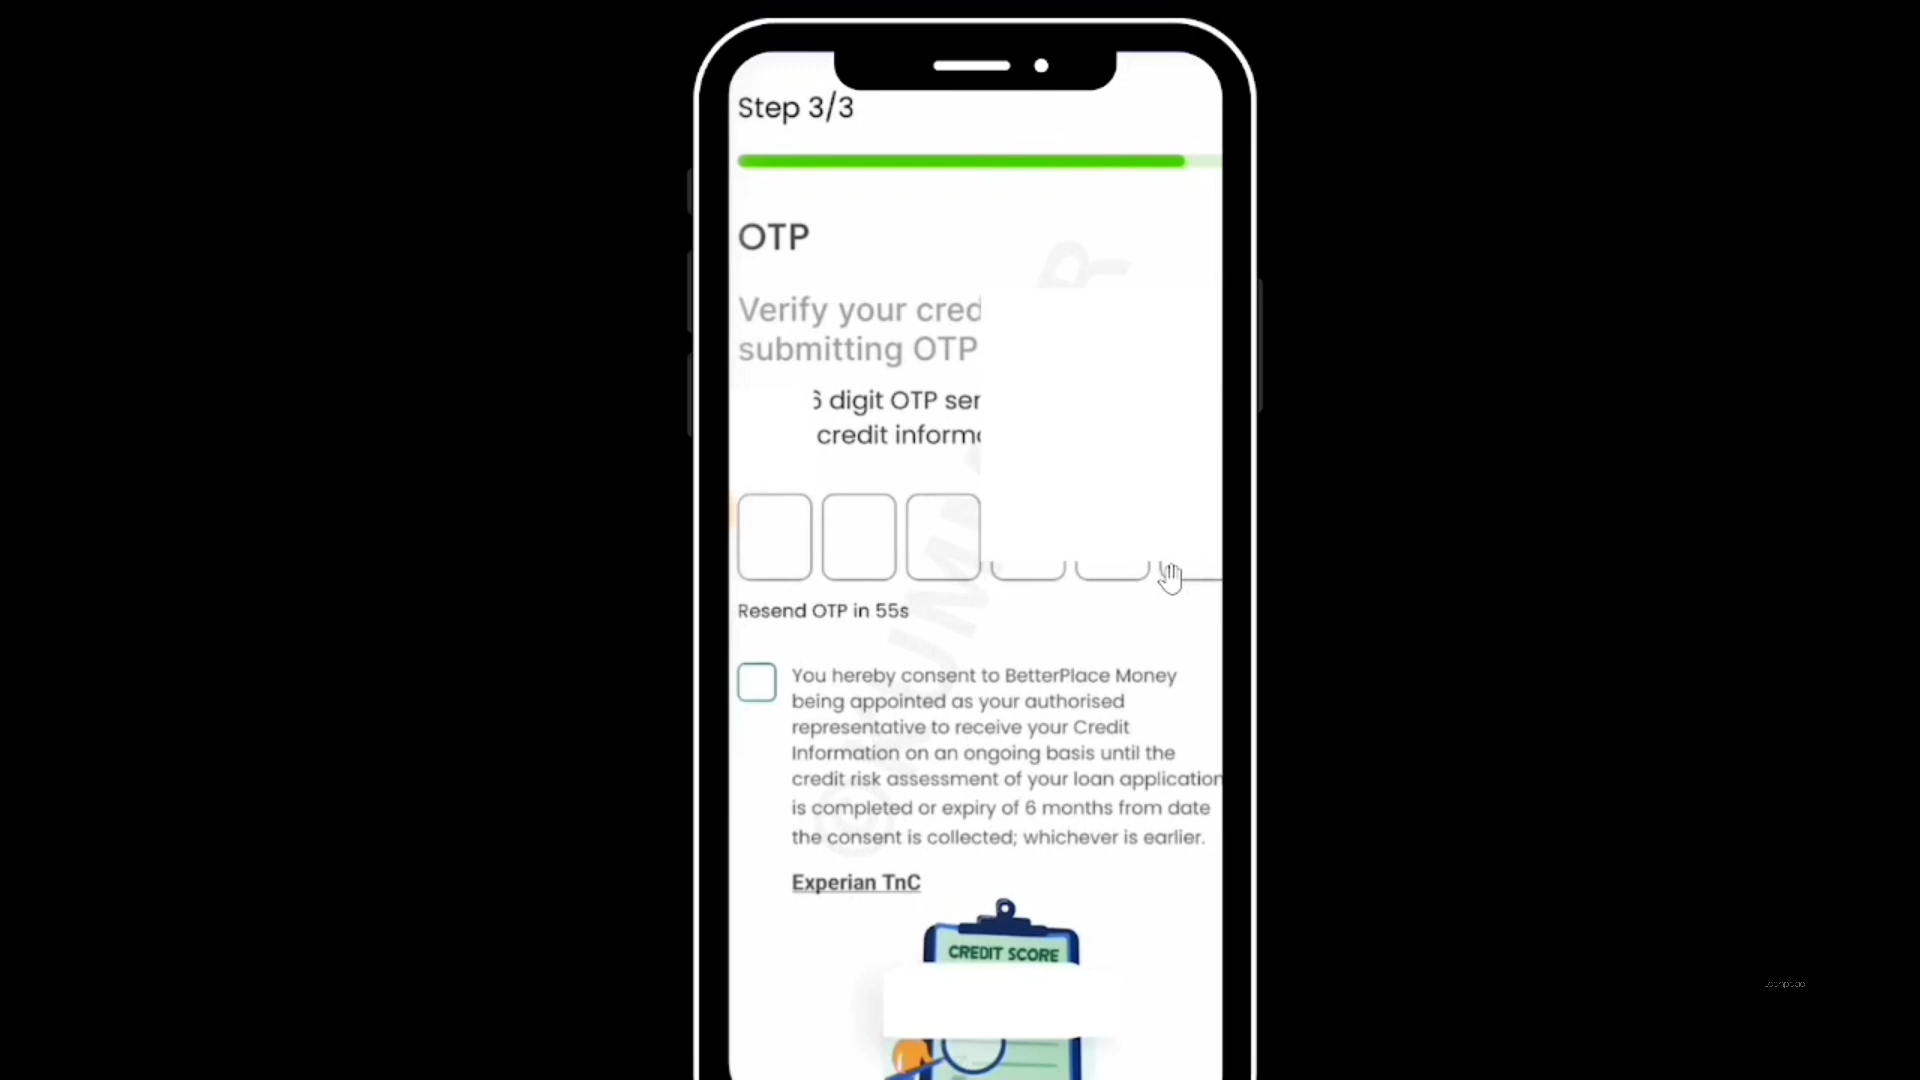 Step 3/3
OTP
Verify your cred
submitting OTP
digit OTP ser
credit inform
Resend OTP in 55s
You hereby consent to BetterPlace Money
being appointed as your authorised
representative to receive your Credit
Information on an ongoing basis until the
credit risk assessment of your loan application
is completed or expiry of 6 months from date
the consent is collected; whichever is earlier.
Experian TnC
CREDIT SCORE